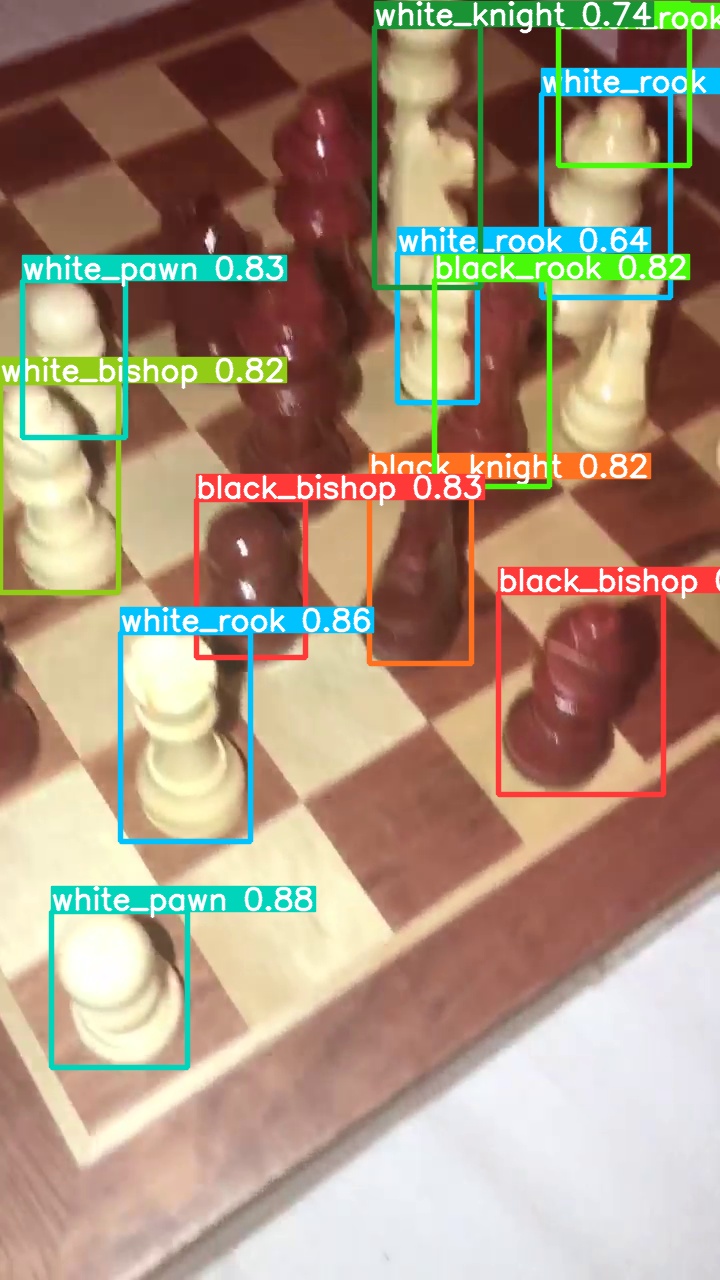 white_knight 0.74
rook
white_rook
white_rook 0.64
white_pawn 0.83
black_rook 0.82
white_bishop 0.82
black_knight 0.82
black_bishop 0.83
black_bishop
white_rook 0.86
white_pawn 0.88